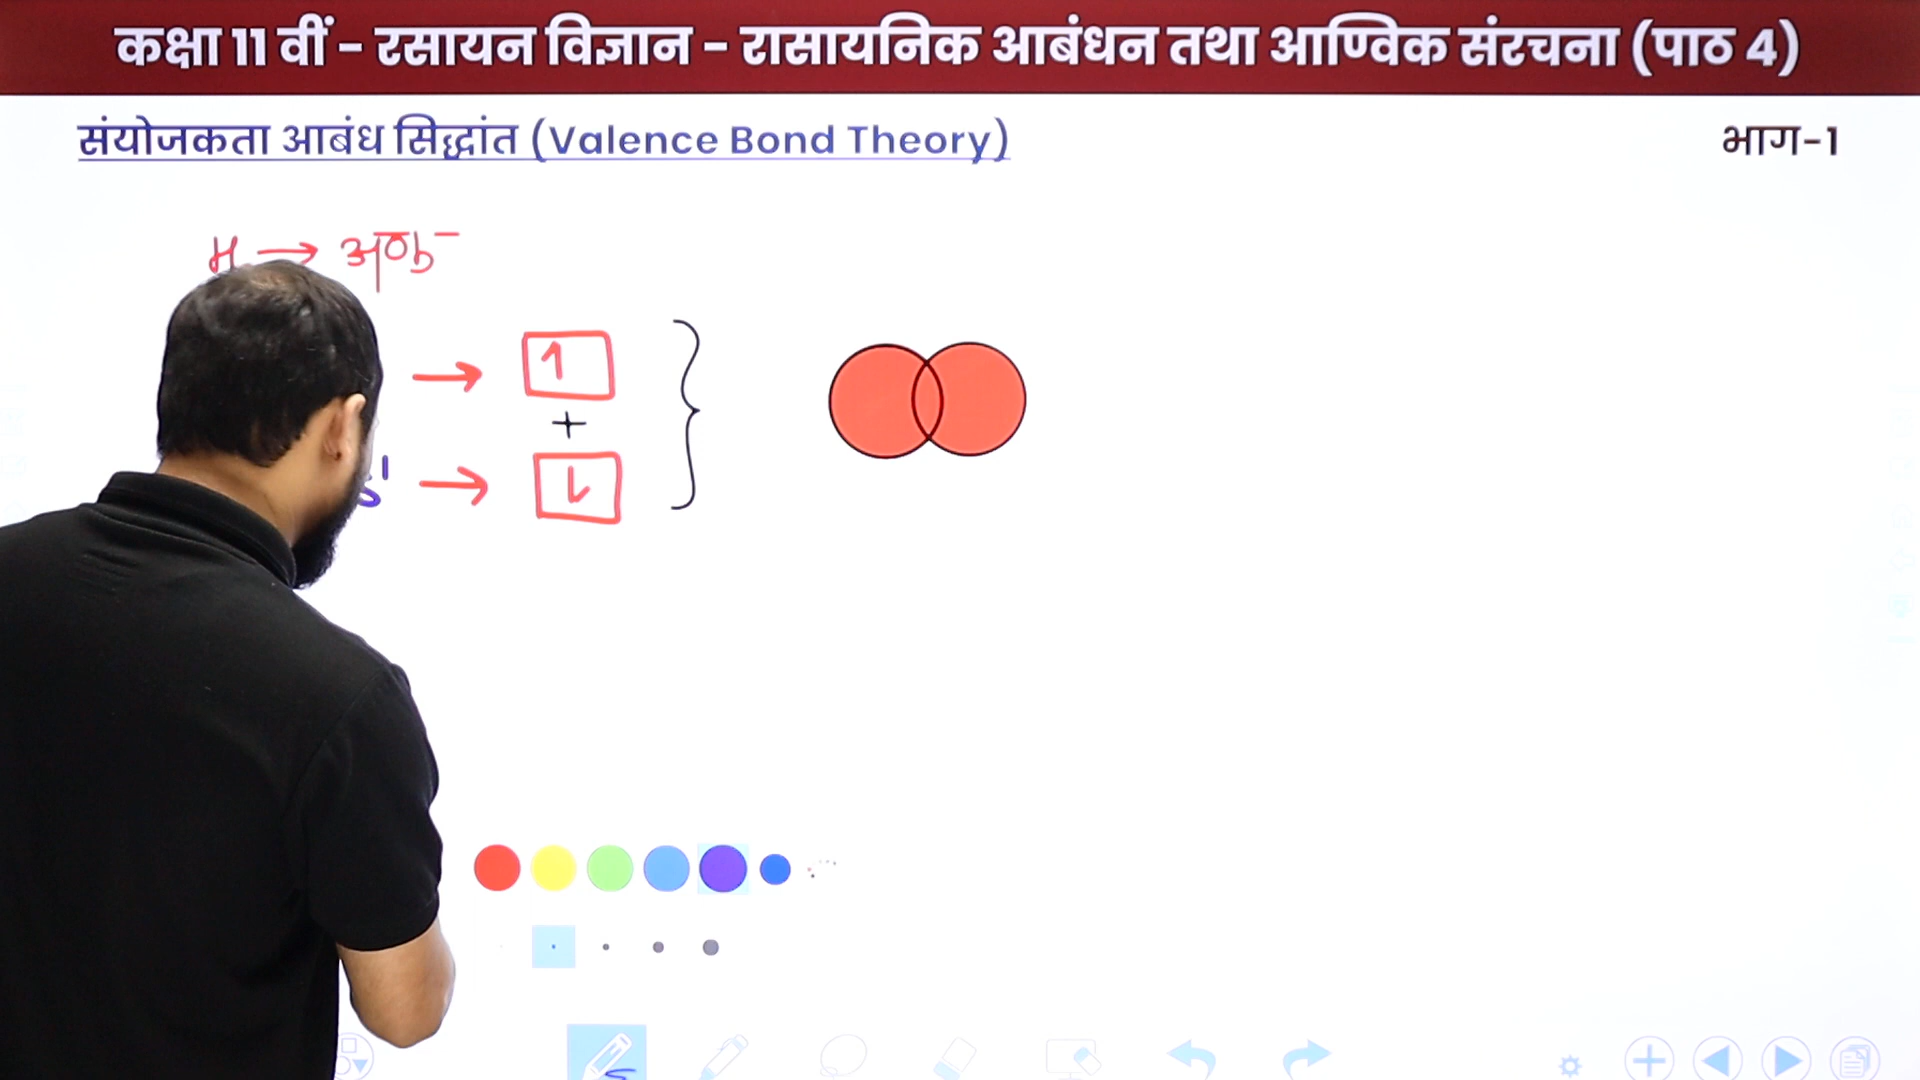 कक्षा 11 वीं - रसायन विज्ञान - रासायनिक आबंधन तथा आण्विक संरचना (पाठ 4)
संयोजकता आबंध सिद्धांत (Valence Bond Theory)
भाग-1
H → अणु
→ 1
+
s¹ → ⇂